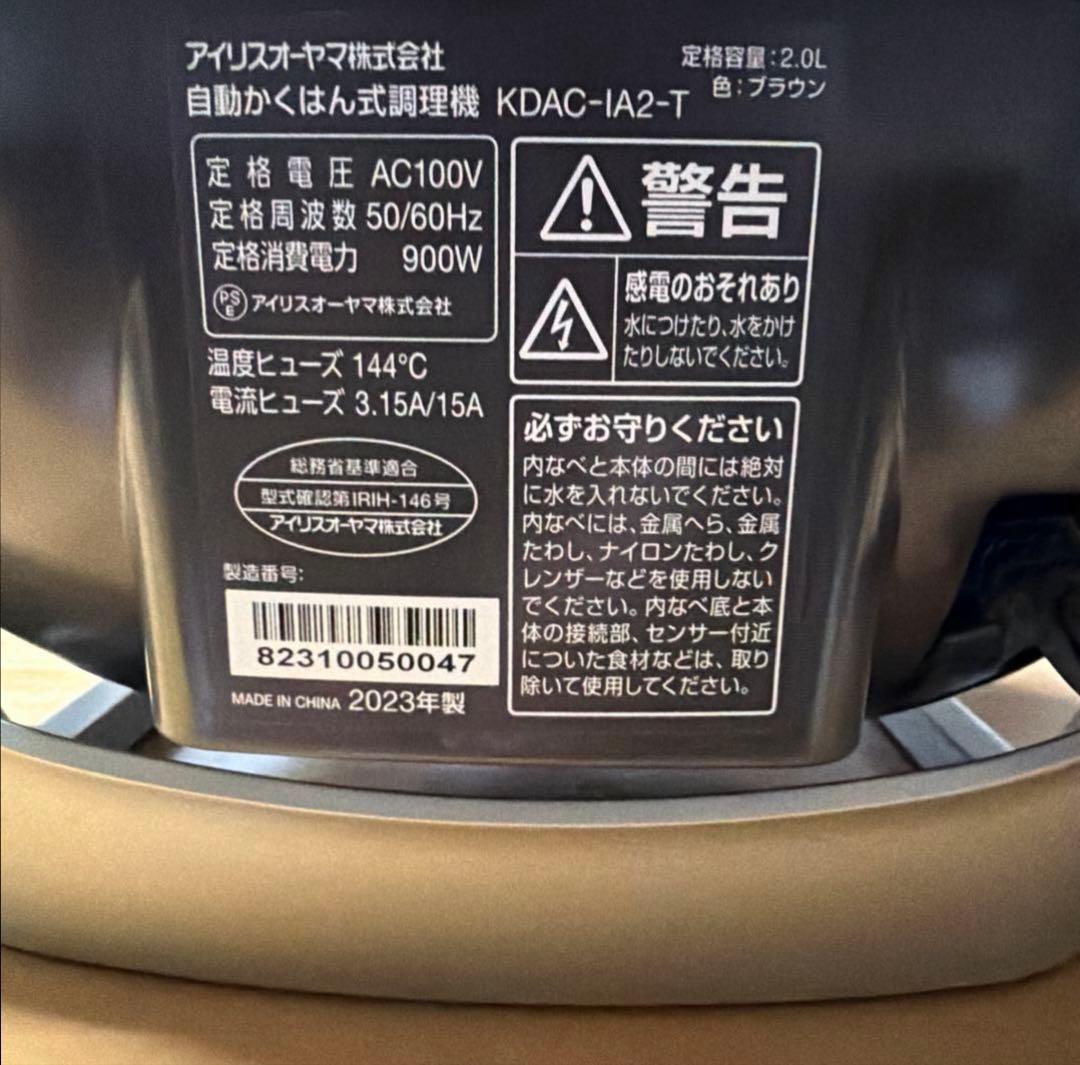 アイリスオーヤマ株式会社
定格容量:2.0L
自動かくはん式調理機 KDAC-IA2-T
色:ブラウン
定格電圧 AC100V
定格周波数 50/60Hz
定格消費電力 900W
PSE アイリスオーヤマ株式会社
温度ヒューズ 144℃
電流ヒューズ 3.15A/15A
総務省基準適合
型式確認第IRIH-146号
アイリスオーヤマ株式会社
製造番号:
82310050047
MADE IN CHINA 2023年製
警告
感電のおそれあり
水につけたり、水をかけ
たりしないでください。
必ずお守りください
内なべと本体の間には絶対
に水を入れないでください。
内なべには、金属へら、金属
たわし、ナイロンたわし、ク
レンザーなどを使用しない
でください。内なべ底と本
体の接続部、センサー付近
についた食材などは、取り
除いて使用してください。